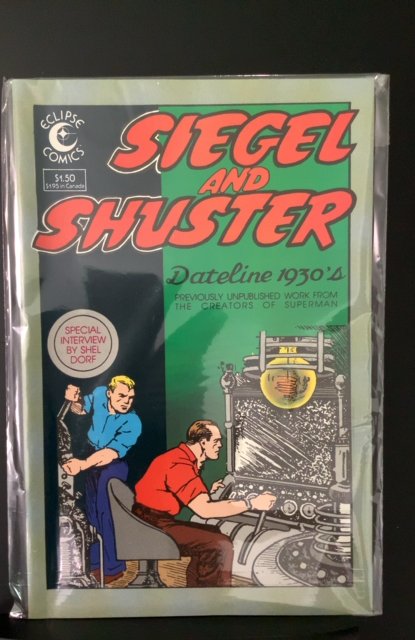 ECLIPSE
COMICS
$1.50
$1.95 in Canada
SIEGEL
AND
SHUSTER
Dateline 1930's
PREVIOUSLY UNPUBLISHED WORK FROM
THE CREATORS OF SUPERMAN
SPECIAL
INTERVIEW
BY SHEL
DORF